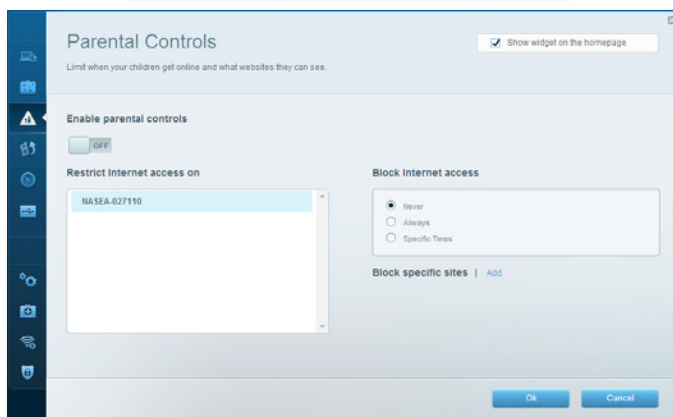 Parental Controls
Show widget on the homepage
Limit when your children get online and what websites they can see.
Enable parental controls
OFF
Restrict Internet access on
Block Internet access
NASEA-027110
Never
Always
Specific Times
Block specific sites | Add
Ok
Cancel